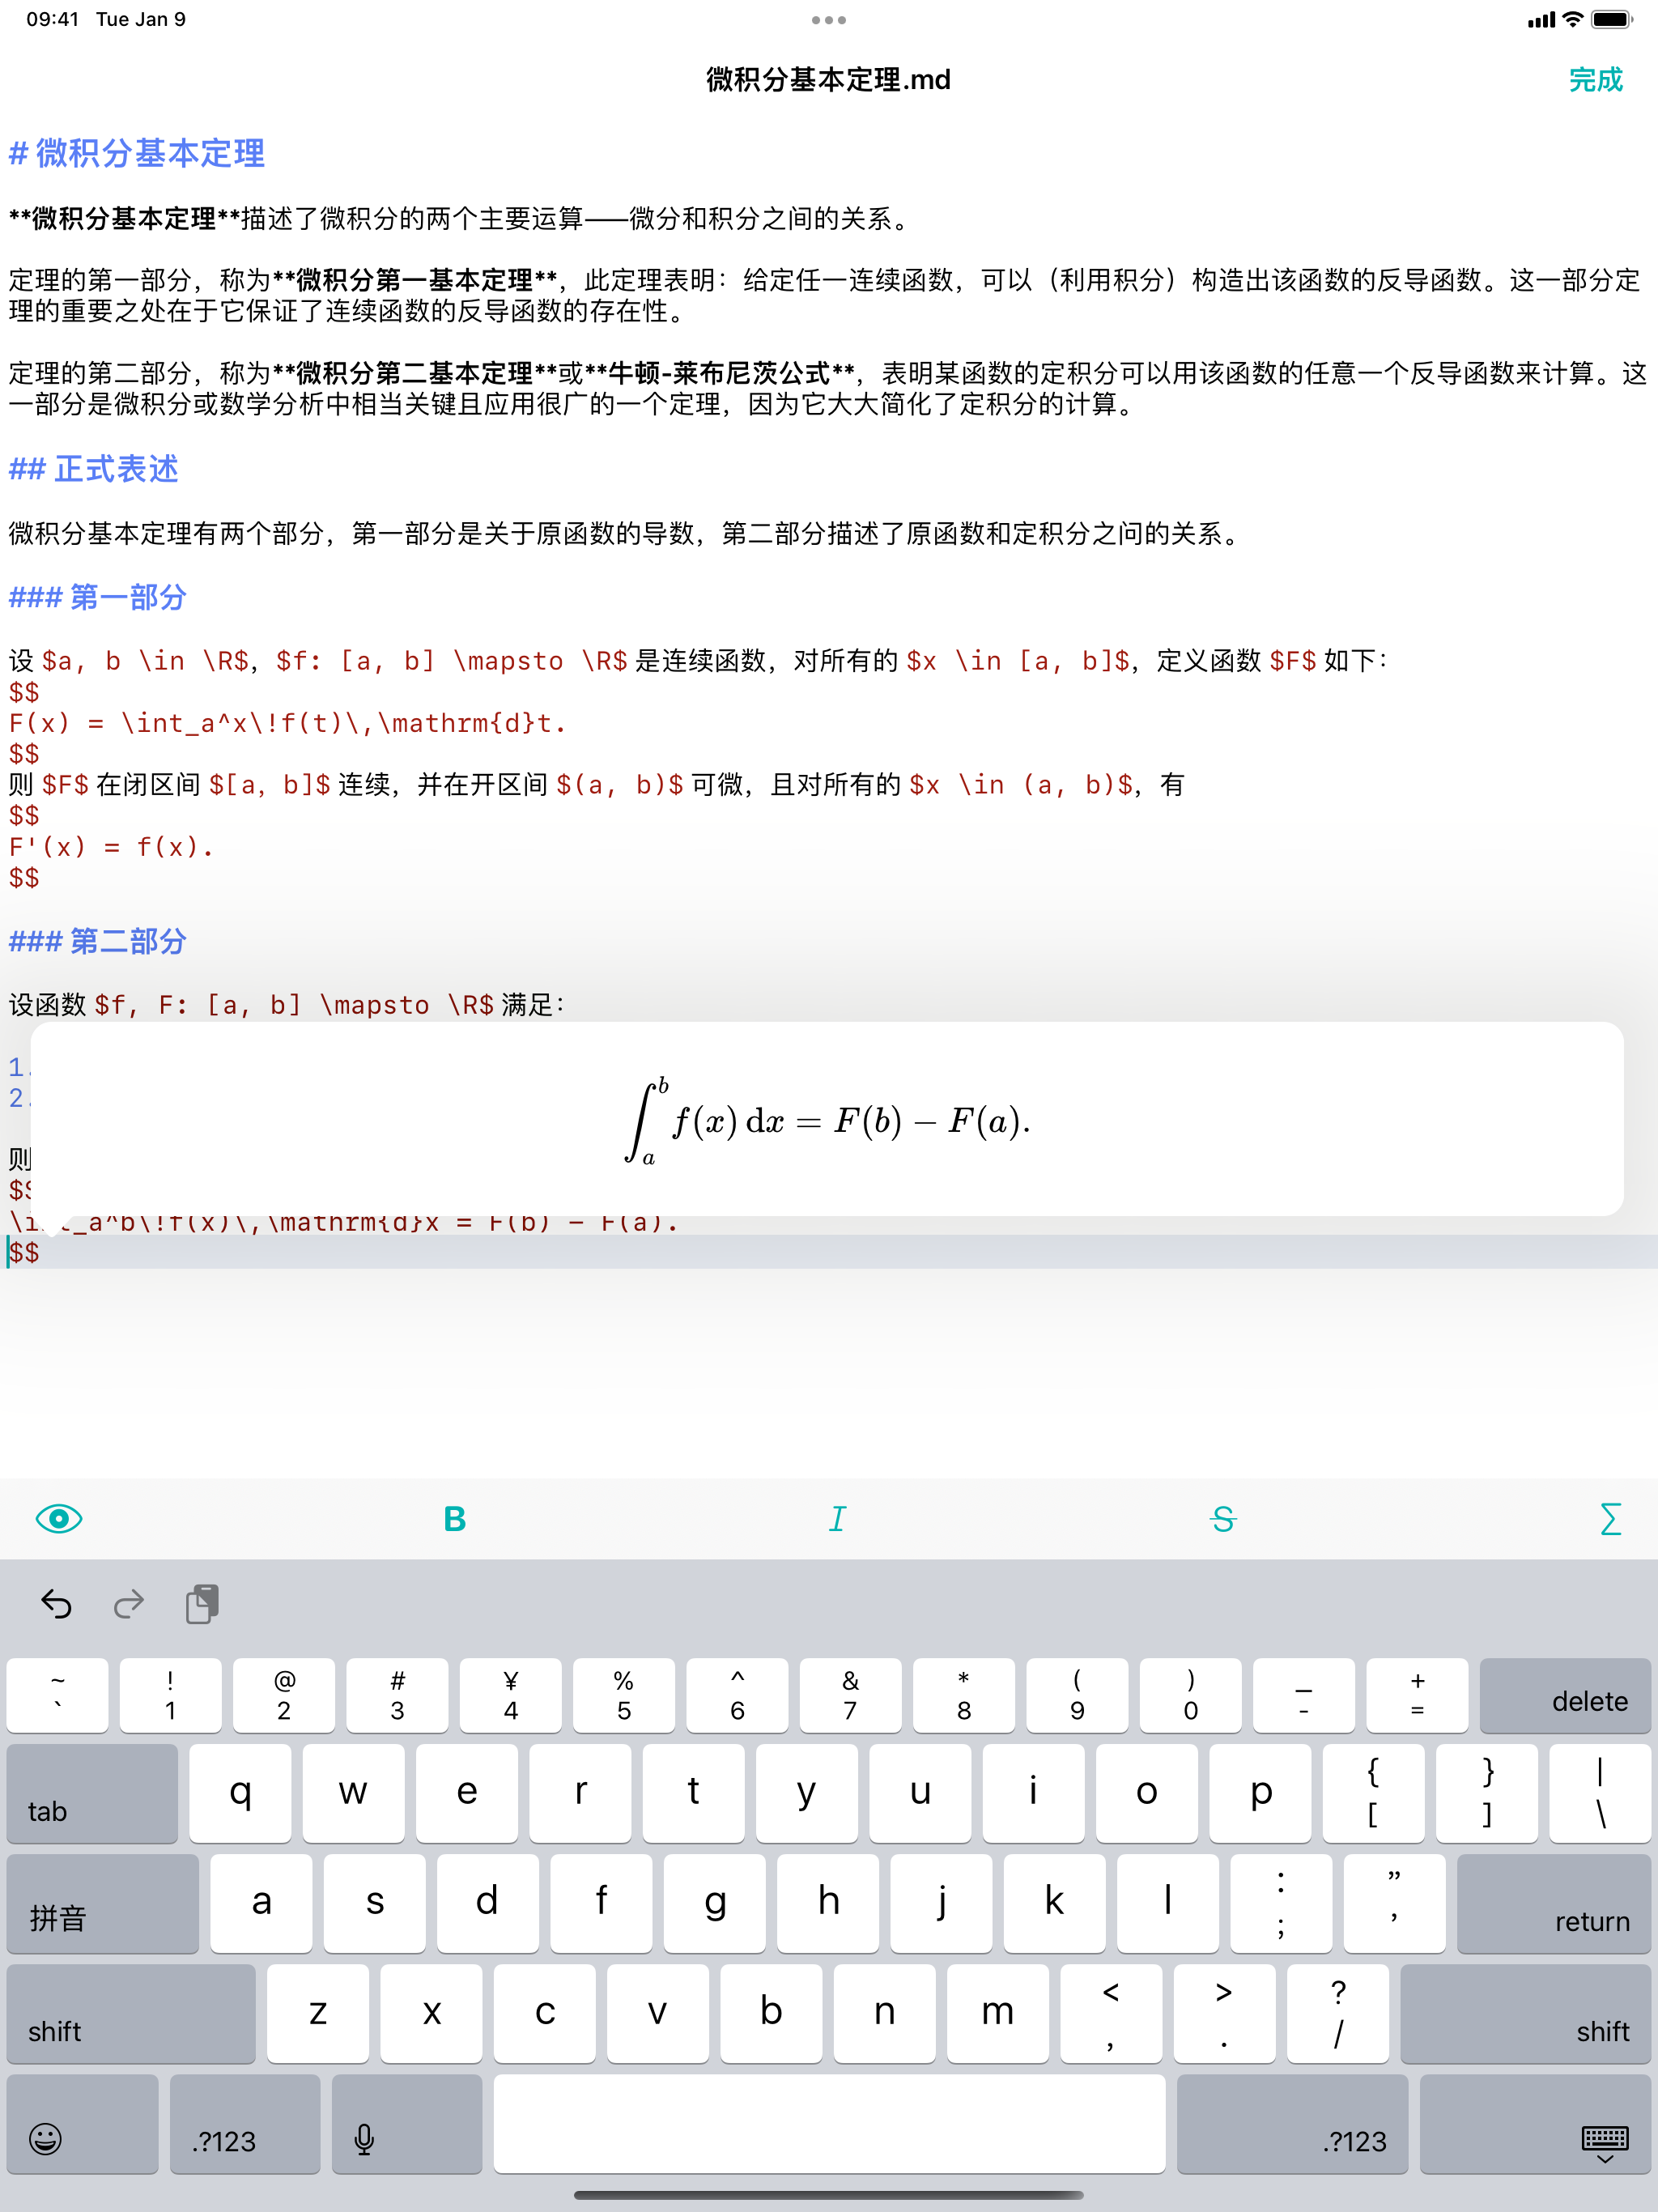 09:41 Tue Jan 9
微积分基本定理.md
完成
# 微积分基本定理
**微积分基本定理**描述了微积分的两个主要运算——微分和积分之间的关系。
定理的第一部分，称为**微积分第一基本定理**，此定理表明：给定任一连续函数，可以（利用积分）构造出该函数的反导函数。这一部分定
理的重要之处在于它保证了连续函数的反导函数的存在性。
定理的第二部分，称为**微积分第二基本定理**或**牛顿-莱布尼茨公式**，表明某函数的定积分可以用该函数的任意一个反导函数来计算。这
一部分是微积分或数学分析中相当关键且应用很广的一个定理，因为它大大简化了定积分的计算。
## 正式表述
微积分基本定理有两个部分，第一部分是关于原函数的导数，第二部分描述了原函数和定积分之问的关系。
### 第一部分
设 $a, b \in \R$，$f: [a, b] \mapsto \R$ 是连续函数，对所有的 $x \in [a, b]$，定义函数 $F$ 如下：
$$
F(x) = \int_a^x\!f(t)\,\mathrm{d}t.
$$
则 $F$ 在闭区间 $[a, b]$ 连续，并在开区间 $(a, b)$ 可微，且对所有的 $x \in (a, b)$，有
$$
F'(x) = f(x).
$$
### 第二部分
设函数 $f, F: [a, b] \mapsto \R$ 满足：
1.
2.
∫_a^b f(x) dx = F(b) − F(a).
则
$$
\int_a^b\!f(x)\,\mathrm{d}x = F(b) - F(a).
$$
B I S Σ
~ ! @ # ¥ % ^ & * ( ) _ +
` 1 2 3 4 5 6 7 8 9 0 - = delete
tab q w e r t y u i o p { [ } ] | \
拼音 a s d f g h j k l : ; ” ’ return
shift z x c v b n m < , > . ? / shift
.?123 .?123